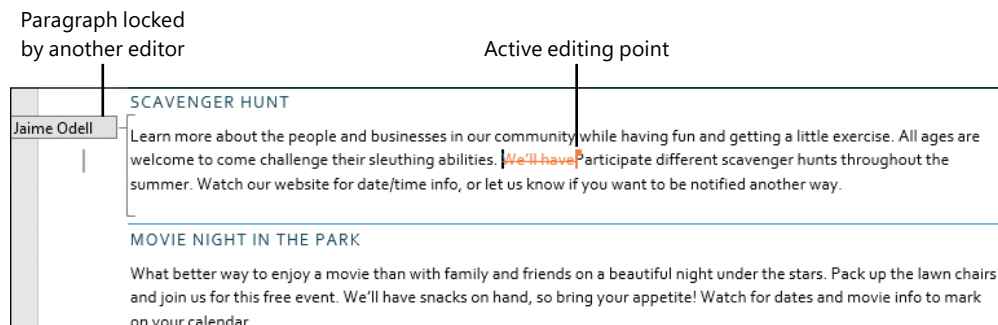 Paragraph locked
by another editor
Active editing point
SCAVENGER HUNT
Jaime Odell
Learn more about the people and businesses in our community while having fun and getting a little exercise. All ages are
welcome to come challenge their sleuthing abilities. We'll haveParticipate different scavenger hunts throughout the
summer. Watch our website for date/time info, or let us know if you want to be notified another way.
MOVIE NIGHT IN THE PARK
What better way to enjoy a movie than with family and friends on a beautiful night under the stars. Pack up the lawn chairs
and join us for this free event. We'll have snacks on hand, so bring your appetite! Watch for dates and movie info to mark
on your calendar